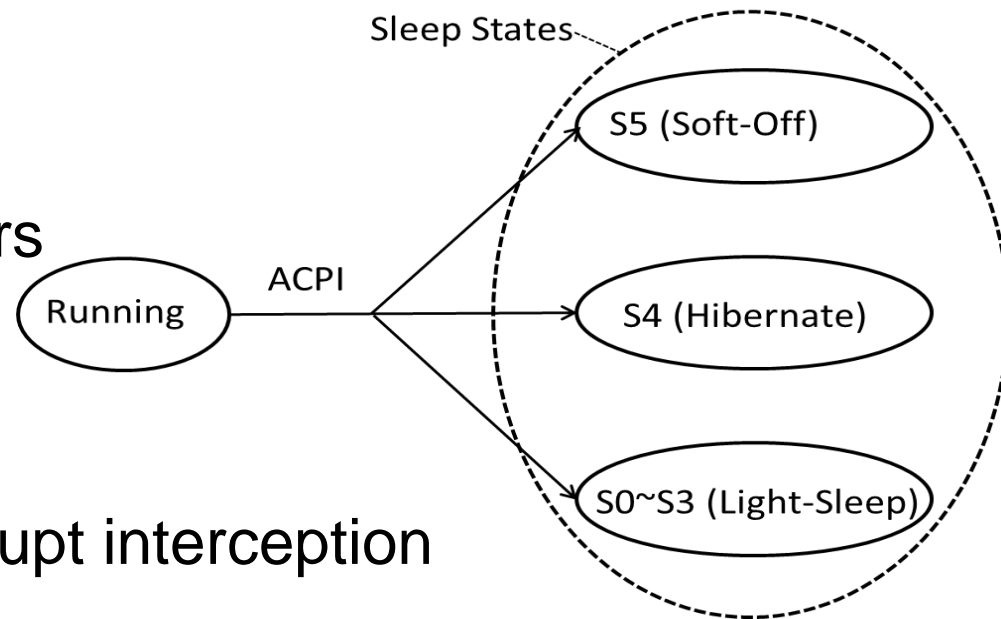 Sleep States
S5 (Soft-Off)
rs
ACPI
Running
S4 (Hibernate)
S0~S3 (Light-Sleep)
upt interception